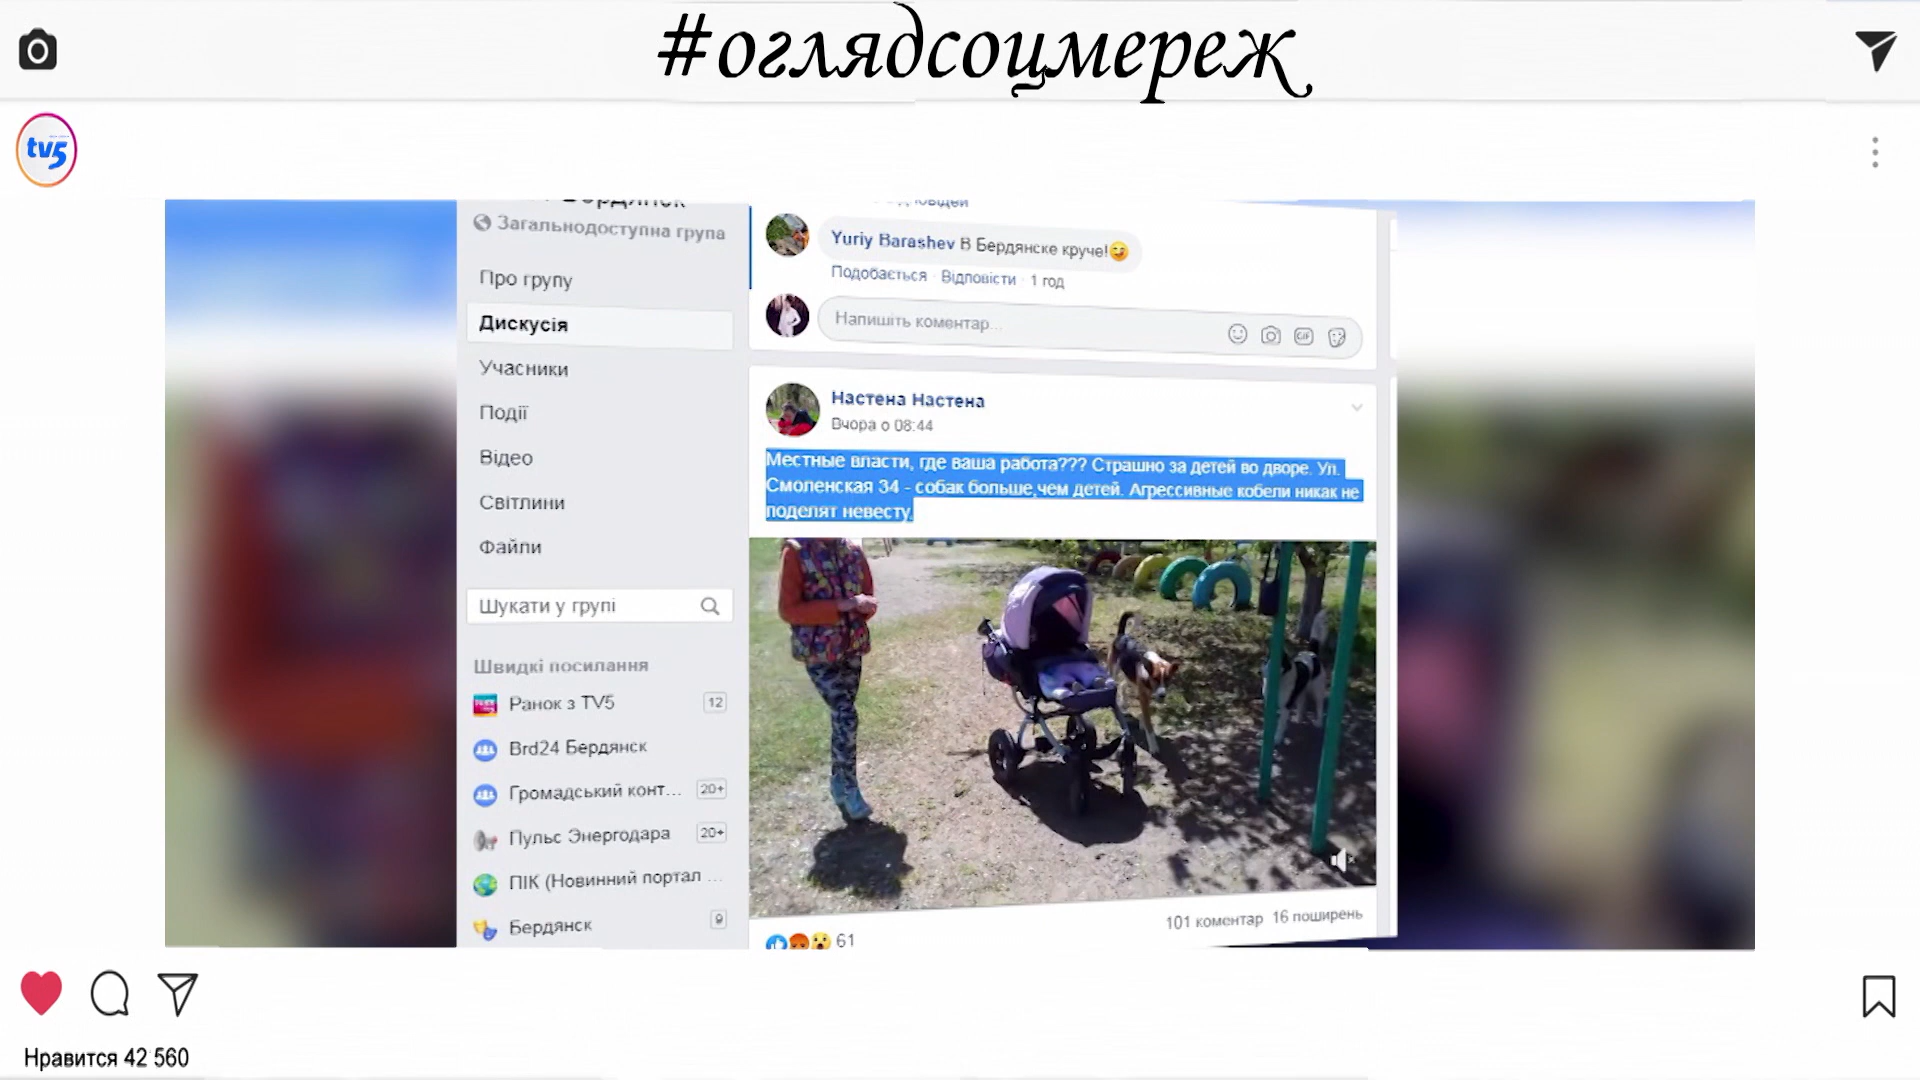 #оглядсоцмереж
tv5
Бердянск
Загальнодоступна група
Про групу
Дискусія
Учасники
Події
Відео
Світлини
Файли
Шукати у групі
Швидкі посилання
Ранок з TV5 12
Brd24 Бердянск
Громадський конт... 20+
Пульс Энергодара 20+
ПІК (Новинний портал ...
Бердянск 9
Yuriy Barashev В Бердянске круче!
Подобається · Відповісти · 1 год
Напишіть коментар...
GIF
Настена Настена
Вчора о 08:44
Местные власти, где ваша работа??? Страшно за детей во дворе. Ул.
Смоленская 34 - собак больше,чем детей. Агрессивные кобели никак не
поделят невесту.
61
101 коментар 16 поширень
Нравится 42 560